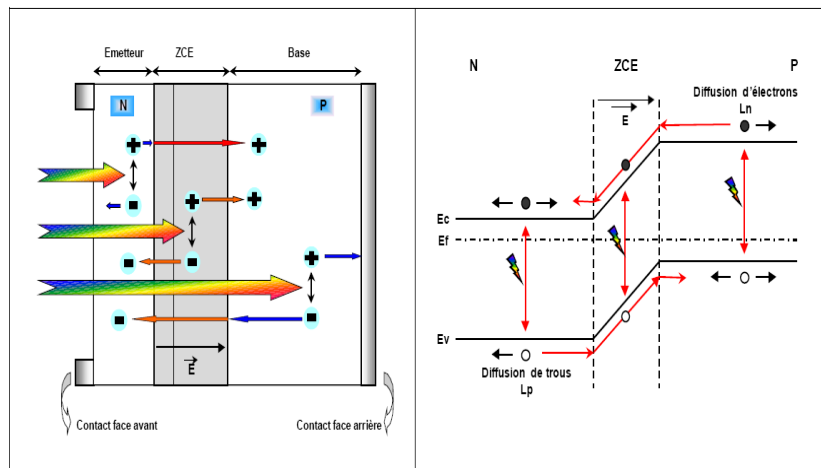 Emetteur ZCE Base
N P
E
Contact face avant Contact face arrière
N ZCE P
Diffusion d'électrons
Ln
E
Ec
Ef
Ev
Diffusion de trous
Lp